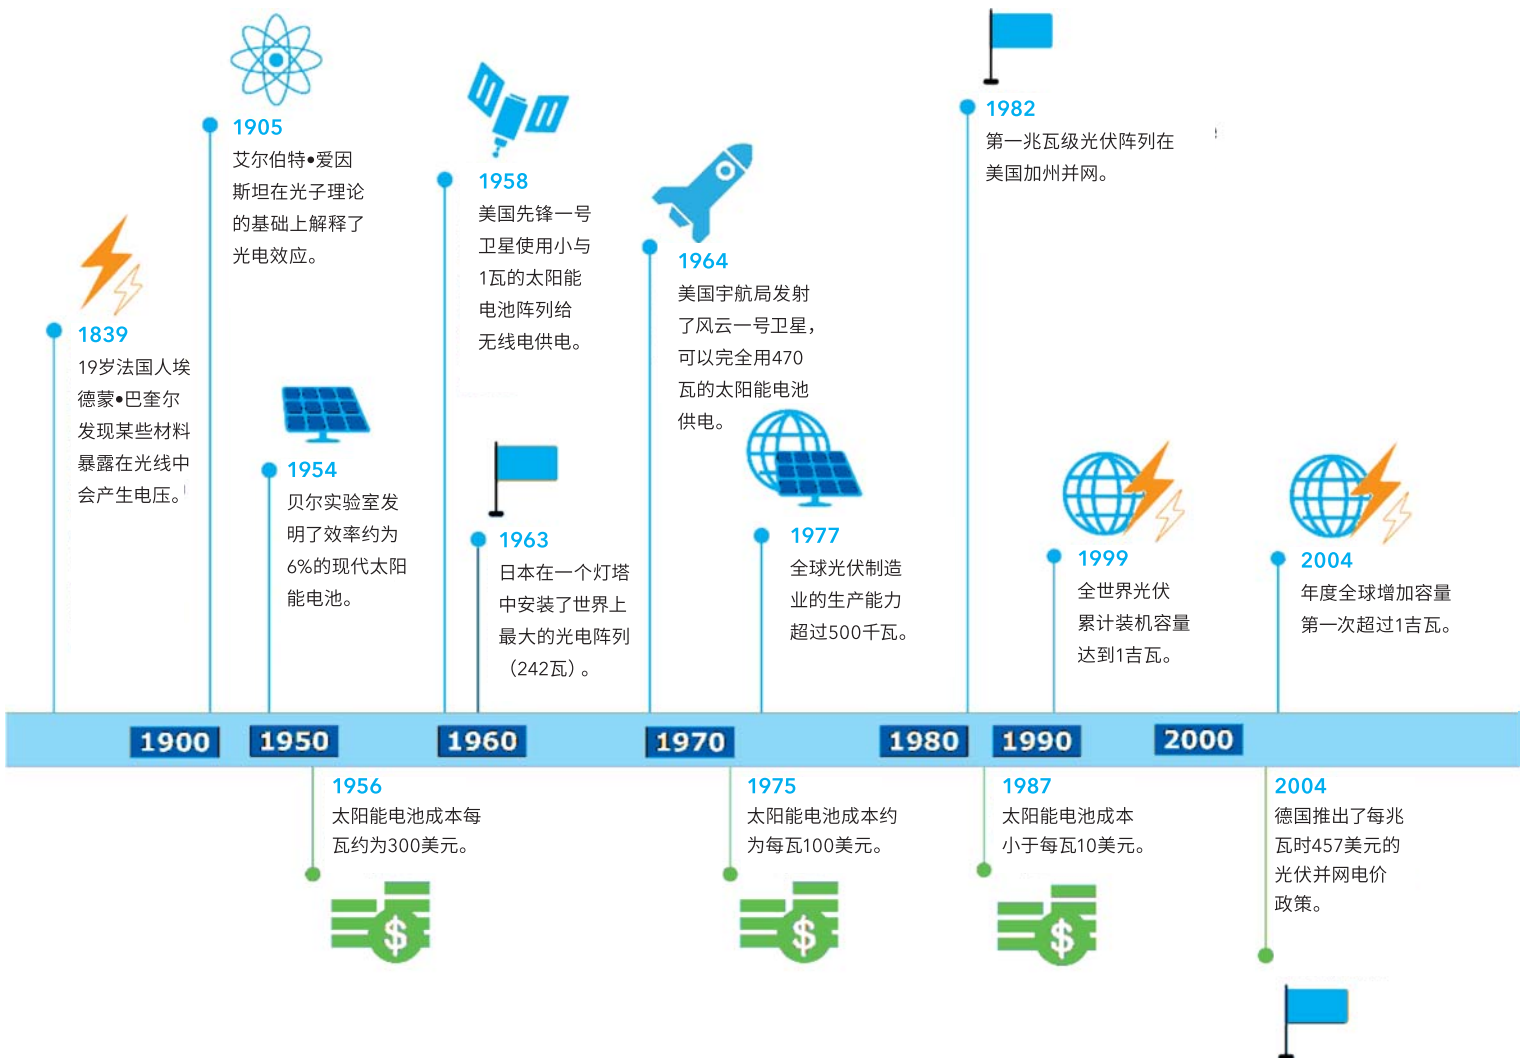 1839
19岁法国人埃
德蒙•巴奎尔
发现某些材料
暴露在光线中
会产生电压。
1905
艾尔伯特•爱因
斯坦在光子理论
的基础上解释了
光电效应。
1954
贝尔实验室发
明了效率约为
6%的现代太阳
能电池。
1958
美国先锋一号
卫星使用小与
1瓦的太阳能
电池阵列给
无线电供电。
1963
日本在一个灯塔
中安装了世界上
最大的光电阵列
（242瓦）。
1964
美国宇航局发射
了风云一号卫星，
可以完全用470
瓦的太阳能电池
供电。
1977
全球光伏制造
业的生产能力
超过500千瓦。
1982
第一兆瓦级光伏阵列在
美国加州并网。
1999
全世界光伏
累计装机容量
达到1吉瓦。
2004
年度全球增加容量
第一次超过1吉瓦。
1900
1950
1960
1970
1980
1990
2000
1956
太阳能电池成本每
瓦约为300美元。
$
1975
太阳能电池成本约
为每瓦100美元。
$
1987
太阳能电池成本
小于每瓦10美元。
$
2004
德国推出了每兆
瓦时457美元的
光伏并网电价
政策。